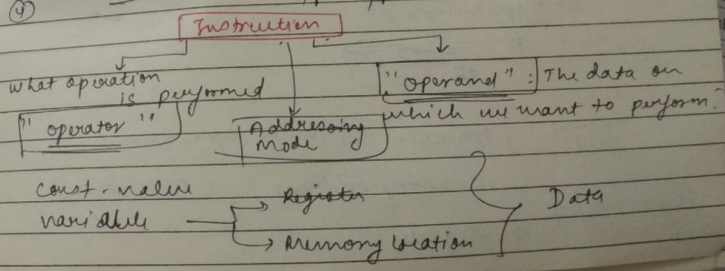 (4)
Instruction
what operation
is performed
"operator"
Addressing
Mode
"Operand" : The data on
which we want to perform.
const. value
variable
Register
Memory location
Data